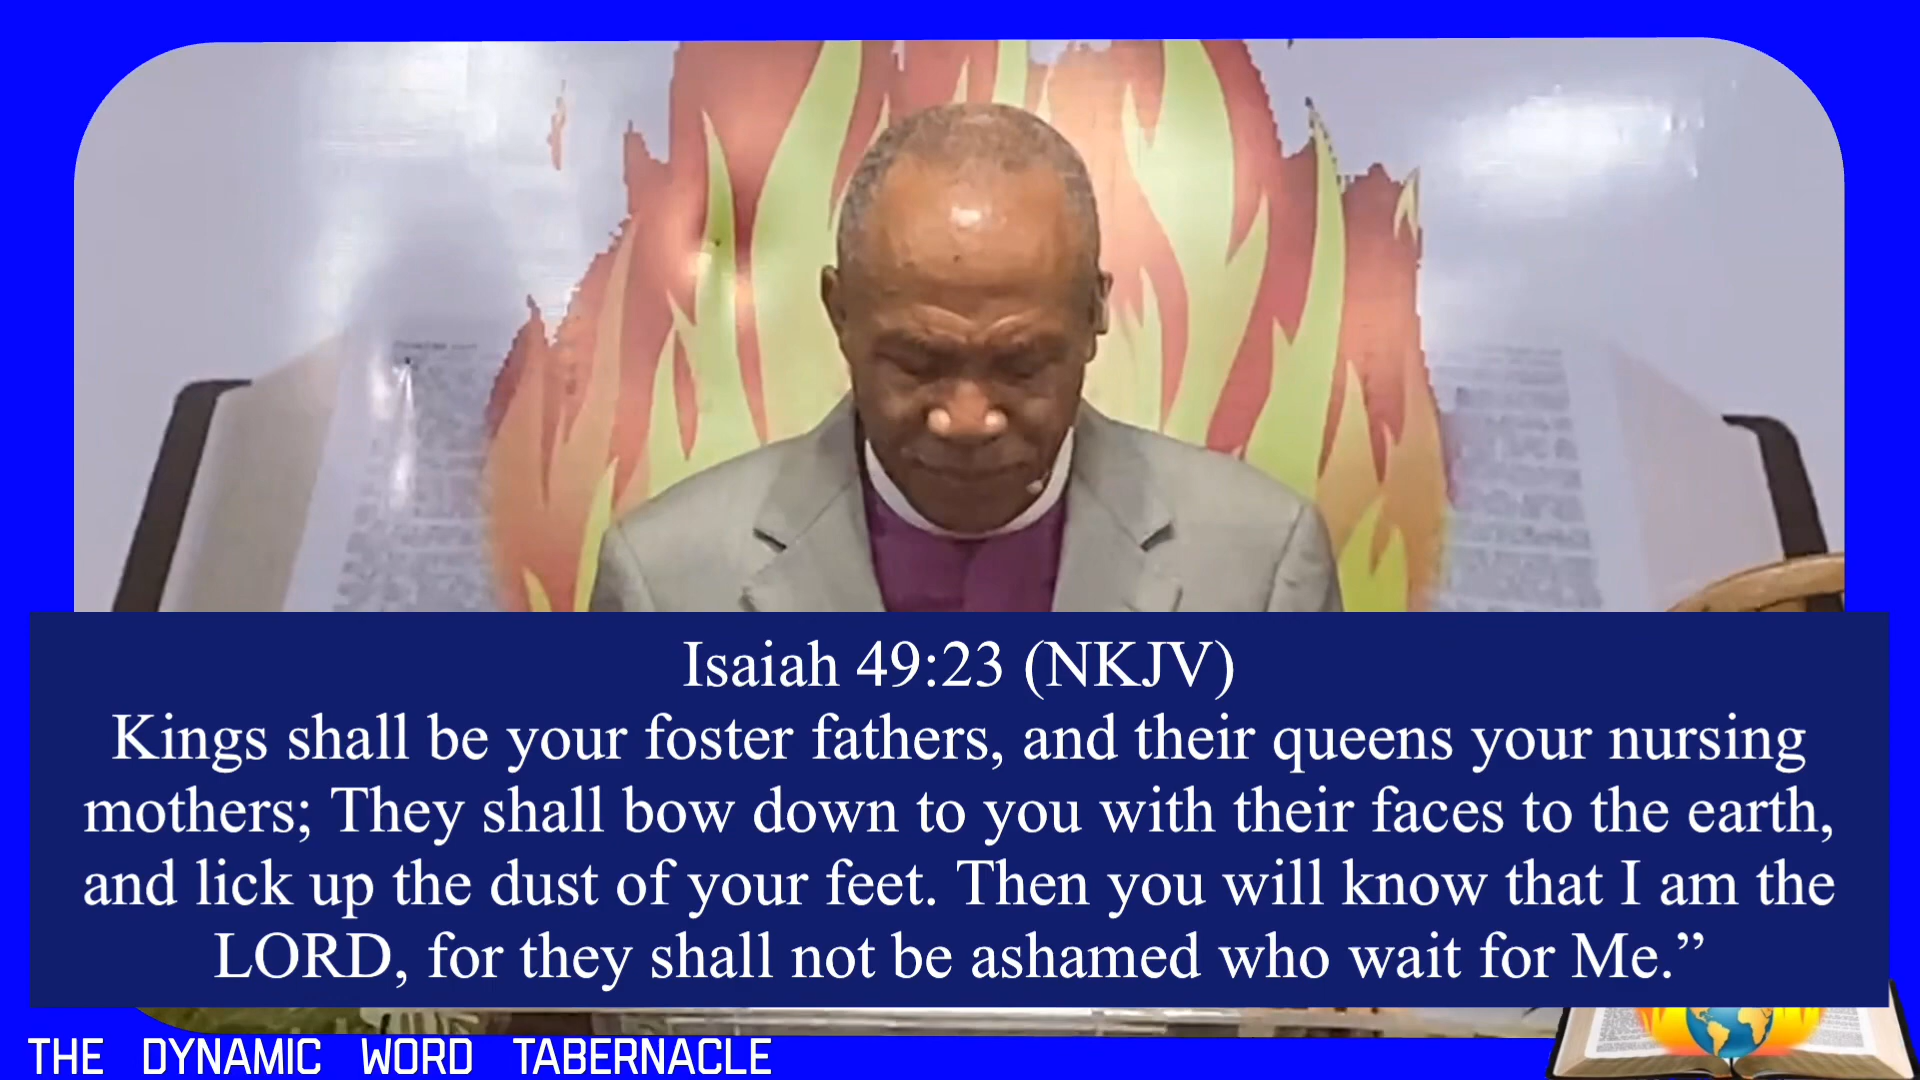 Isaiah 49:23 (NKJV)
Kings shall be your foster fathers, and their queens your nursing
mothers; They shall bow down to you with their faces to the earth,
and lick up the dust of your feet. Then you will know that I am the
LORD, for they shall not be ashamed who wait for Me.”
THE DYNAMIC WORD TABERNACLE